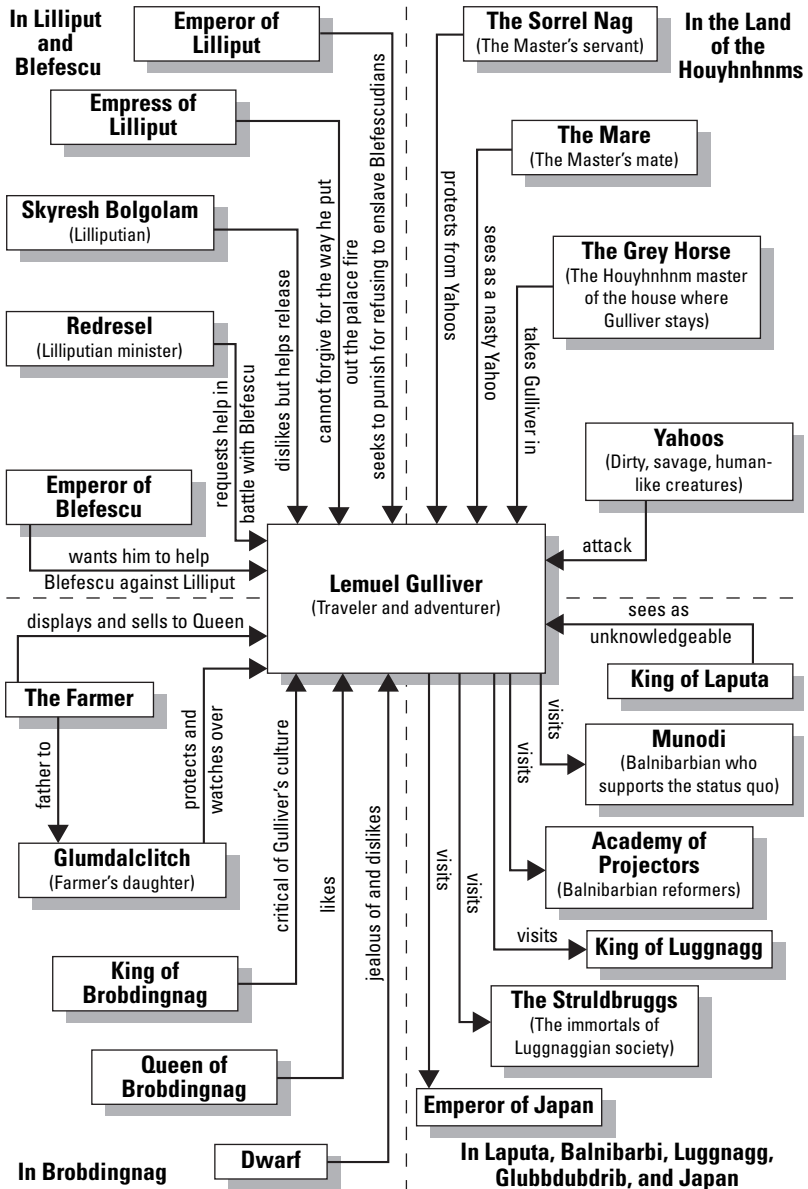 In Lilliput
and
Blefescu
Emperor of
Lilliput
Empress of
Lilliput
Skyresh Bolgolam
(Lilliputian)
Redresel
(Lilliputian minister)
Emperor of
Blefescu
requests help in
battle with Blefescu
dislikes but helps release
cannot forgive for the way he put
out the palace fire
seeks to punish for refusing to enslave Blefescudians
wants him to help
Blefescu against Lilliput
The Sorrel Nag
(The Master's servant)
In the Land
of the
Houyhnhnms
The Mare
(The Master's mate)
The Grey Horse
(The Houyhnhnm master
of the house where
Gulliver stays)
Yahoos
(Dirty, savage, human-
like creatures)
protects from Yahoos
sees as a nasty Yahoo
takes Gulliver in
attack
Lemuel Gulliver
(Traveler and adventurer)
displays and sells to Queen
The Farmer
father to
protects and
watches over
Glumdalclitch
(Farmer's daughter)
critical of Gulliver's culture
likes
jealous of and dislikes
King of
Brobdingnag
Queen of
Brobdingnag
Dwarf
In Brobdingnag
sees as
unknowledgeable
King of Laputa
visits
Munodi
(Balnibarbian who
supports the status quo)
visits
Academy of
Projectors
(Balnibarbian reformers)
visits
King of Luggnagg
visits
The Struldbruggs
(The immortals of
Luggnaggian society)
visits
Emperor of Japan
In Laputa, Balnibarbi, Luggnagg,
Glubbdubdrib, and Japan